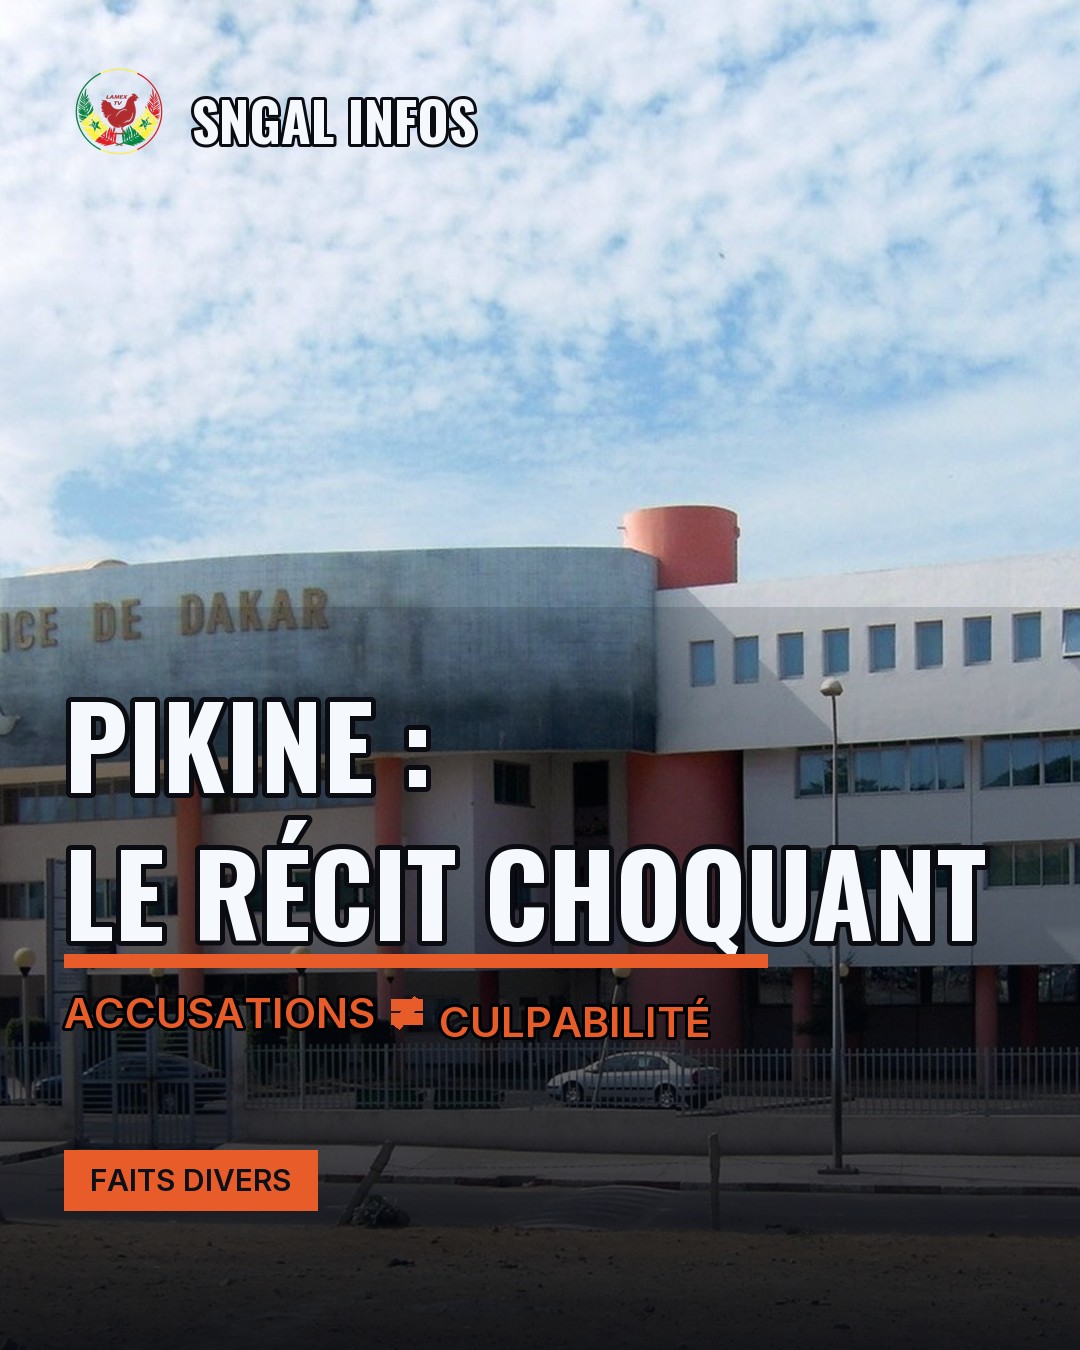 LAMEX
TV
SNGAL INFOS
ICE DE DAKAR
PIKINE :
LE RÉCIT CHOQUANT
ACCUSATIONS ≠ CULPABILITÉ
FAITS DIVERS